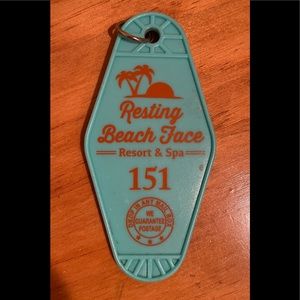 Resting
Beach Face
Resort & Spa
151
DROP IN ANY MAIL BOX
WE
GUARANTEE
POSTAGE